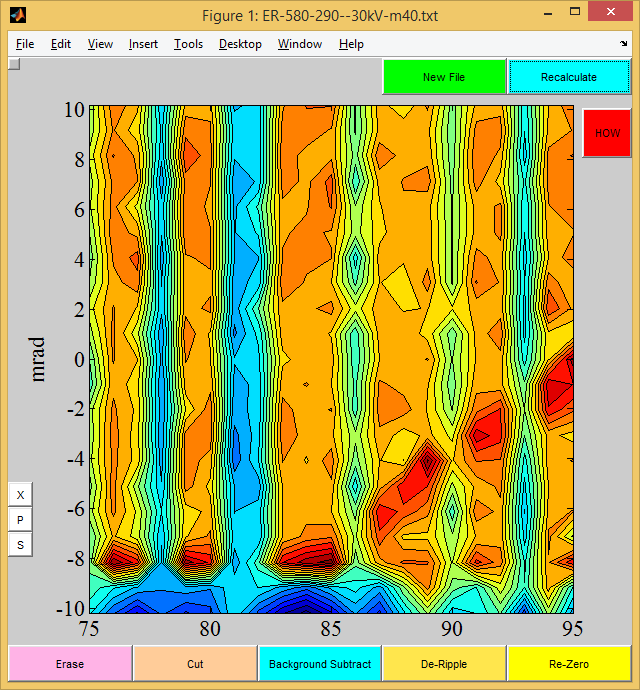 Figure 1: ER-580-290--30kV-m40.txt
File Edit View Insert Tools Desktop Window Help
New File Recalculate
HOW
10
8
6
4
2
0
-2
-4
-6
-8
-10
mrad
X
P
S
75 80 85 90 95
Erase Cut Background Subtract De-Ripple Re-Zero